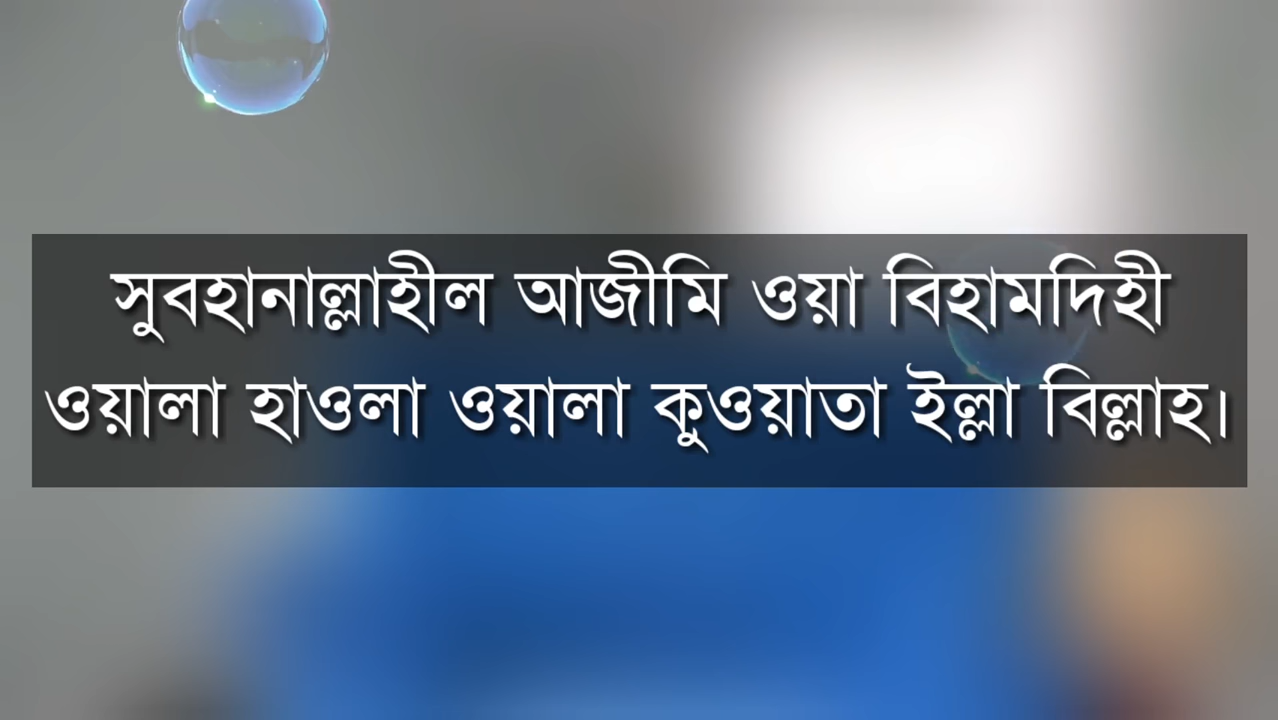 সুবহানাল্লাহীল আজীমি ওয়া বিহামদিহী
ওয়ালা হাওলা ওয়ালা কুওয়াতা ইল্লা বিল্লাহ।